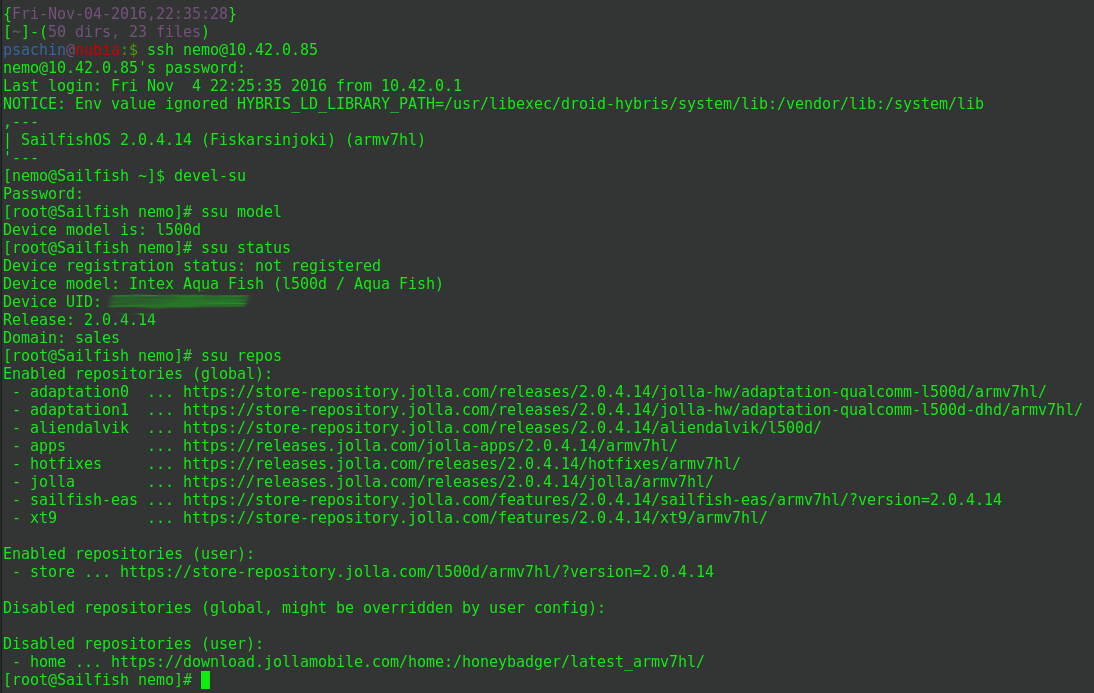 {Fri-Nov-04-2016,22:35:28}
[~]-(50 dirs, 23 files)
psachin@nubia:$ ssh nemo@10.42.0.85
nemo@10.42.0.85's password:
Last login: Fri Nov  4 22:25:35 2016 from 10.42.0.1
NOTICE: Env value ignored HYBRIS_LD_LIBRARY_PATH=/usr/libexec/droid-hybris/system/lib:/vendor/lib:/system/lib
,---
| SailfishOS 2.0.4.14 (Fiskarsinjoki) (armv7hl)
'---
[nemo@Sailfish ~]$ devel-su
Password:
[root@Sailfish nemo]# ssu model
Device model is: l500d
[root@Sailfish nemo]# ssu status
Device registration status: not registered
Device model: Intex Aqua Fish (l500d / Aqua Fish)
Device UID:
Release: 2.0.4.14
Domain: sales
[root@Sailfish nemo]# ssu repos
Enabled repositories (global):
 - adaptation0  ... https://store-repository.jolla.com/releases/2.0.4.14/jolla-hw/adaptation-qualcomm-l500d/armv7hl/
 - adaptation1  ... https://store-repository.jolla.com/releases/2.0.4.14/jolla-hw/adaptation-qualcomm-l500d-dhd/armv7hl/
 - aliendalvik  ... https://store-repository.jolla.com/releases/2.0.4.14/aliendalvik/l500d/
 - apps         ... https://releases.jolla.com/jolla-apps/2.0.4.14/armv7hl/
 - hotfixes     ... https://releases.jolla.com/releases/2.0.4.14/hotfixes/armv7hl/
 - jolla        ... https://releases.jolla.com/releases/2.0.4.14/jolla/armv7hl/
 - sailfish-eas ... https://store-repository.jolla.com/features/2.0.4.14/sailfish-eas/armv7hl/?version=2.0.4.14
 - xt9          ... https://store-repository.jolla.com/features/2.0.4.14/xt9/armv7hl/

Enabled repositories (user):
 - store ... https://store-repository.jolla.com/l500d/armv7hl/?version=2.0.4.14

Disabled repositories (global, might be overridden by user config):

Disabled repositories (user):
 - home ... https://download.jollamobile.com/home:/honeybadger/latest_armv7hl/
[root@Sailfish nemo]#